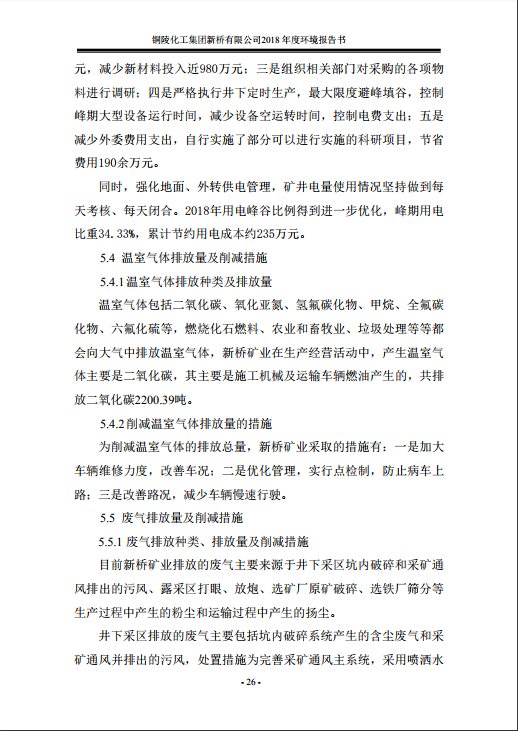 铜陵化工集团新桥有限公司2018 年度环境报告书
元，减少新材料投入近980万元；三是组织相关部门对采购的各项物
料进行调研；四是严格执行井下定时生产，最大限度避峰填谷，控制
峰期大型设备运行时间，减少设备空运转时间，控制电费支出；五是
减少外委费用支出，自行实施了部分可以进行实施的科研项目，节省
费用190余万元。
同时，强化地面、外转供电管理，矿井电量使用情况坚持做到每
天考核、每天闭合。2018年用电峰谷比例得到进一步优化，峰期用电
比重34.33%，累计节约用电成本约235万元。
5.4 温室气体排放量及削减措施
5.4.1温室气体排放种类及排放量
温室气体包括二氧化碳、氧化亚氮、氢氟碳化物、甲烷、全氟碳
化物、六氟化硫等，燃烧化石燃料、农业和畜牧业、垃圾处理等等都
会向大气中排放温室气体，新桥矿业在生产经营活动中，产生温室气
体主要是二氧化碳，其主要是施工机械及运输车辆燃油产生的，共排
放二氧化碳2200.39吨。
5.4.2削减温室气体排放量的措施
为削减温室气体的排放总量，新桥矿业采取的措施有：一是加大
车辆维修力度，改善车况；二是优化管理，实行点检制，防止病车上
路；三是改善路况，减少车辆慢速行驶。
5.5 废气排放量及削减措施
5.5.1 废气排放种类、排放量及削减措施
目前新桥矿业排放的废气主要来源于井下采区坑内破碎和采矿通
风排出的污风、露采区打眼、放炮、选矿厂原矿破碎、选铁厂筛分等
生产过程中产生的粉尘和运输过程中产生的扬尘。
井下采区排放的废气主要包括坑内破碎系统产生的含尘废气和采
矿通风并排出的污风，处置措施为完善采矿通风主系统，采用喷洒水
- 26 -